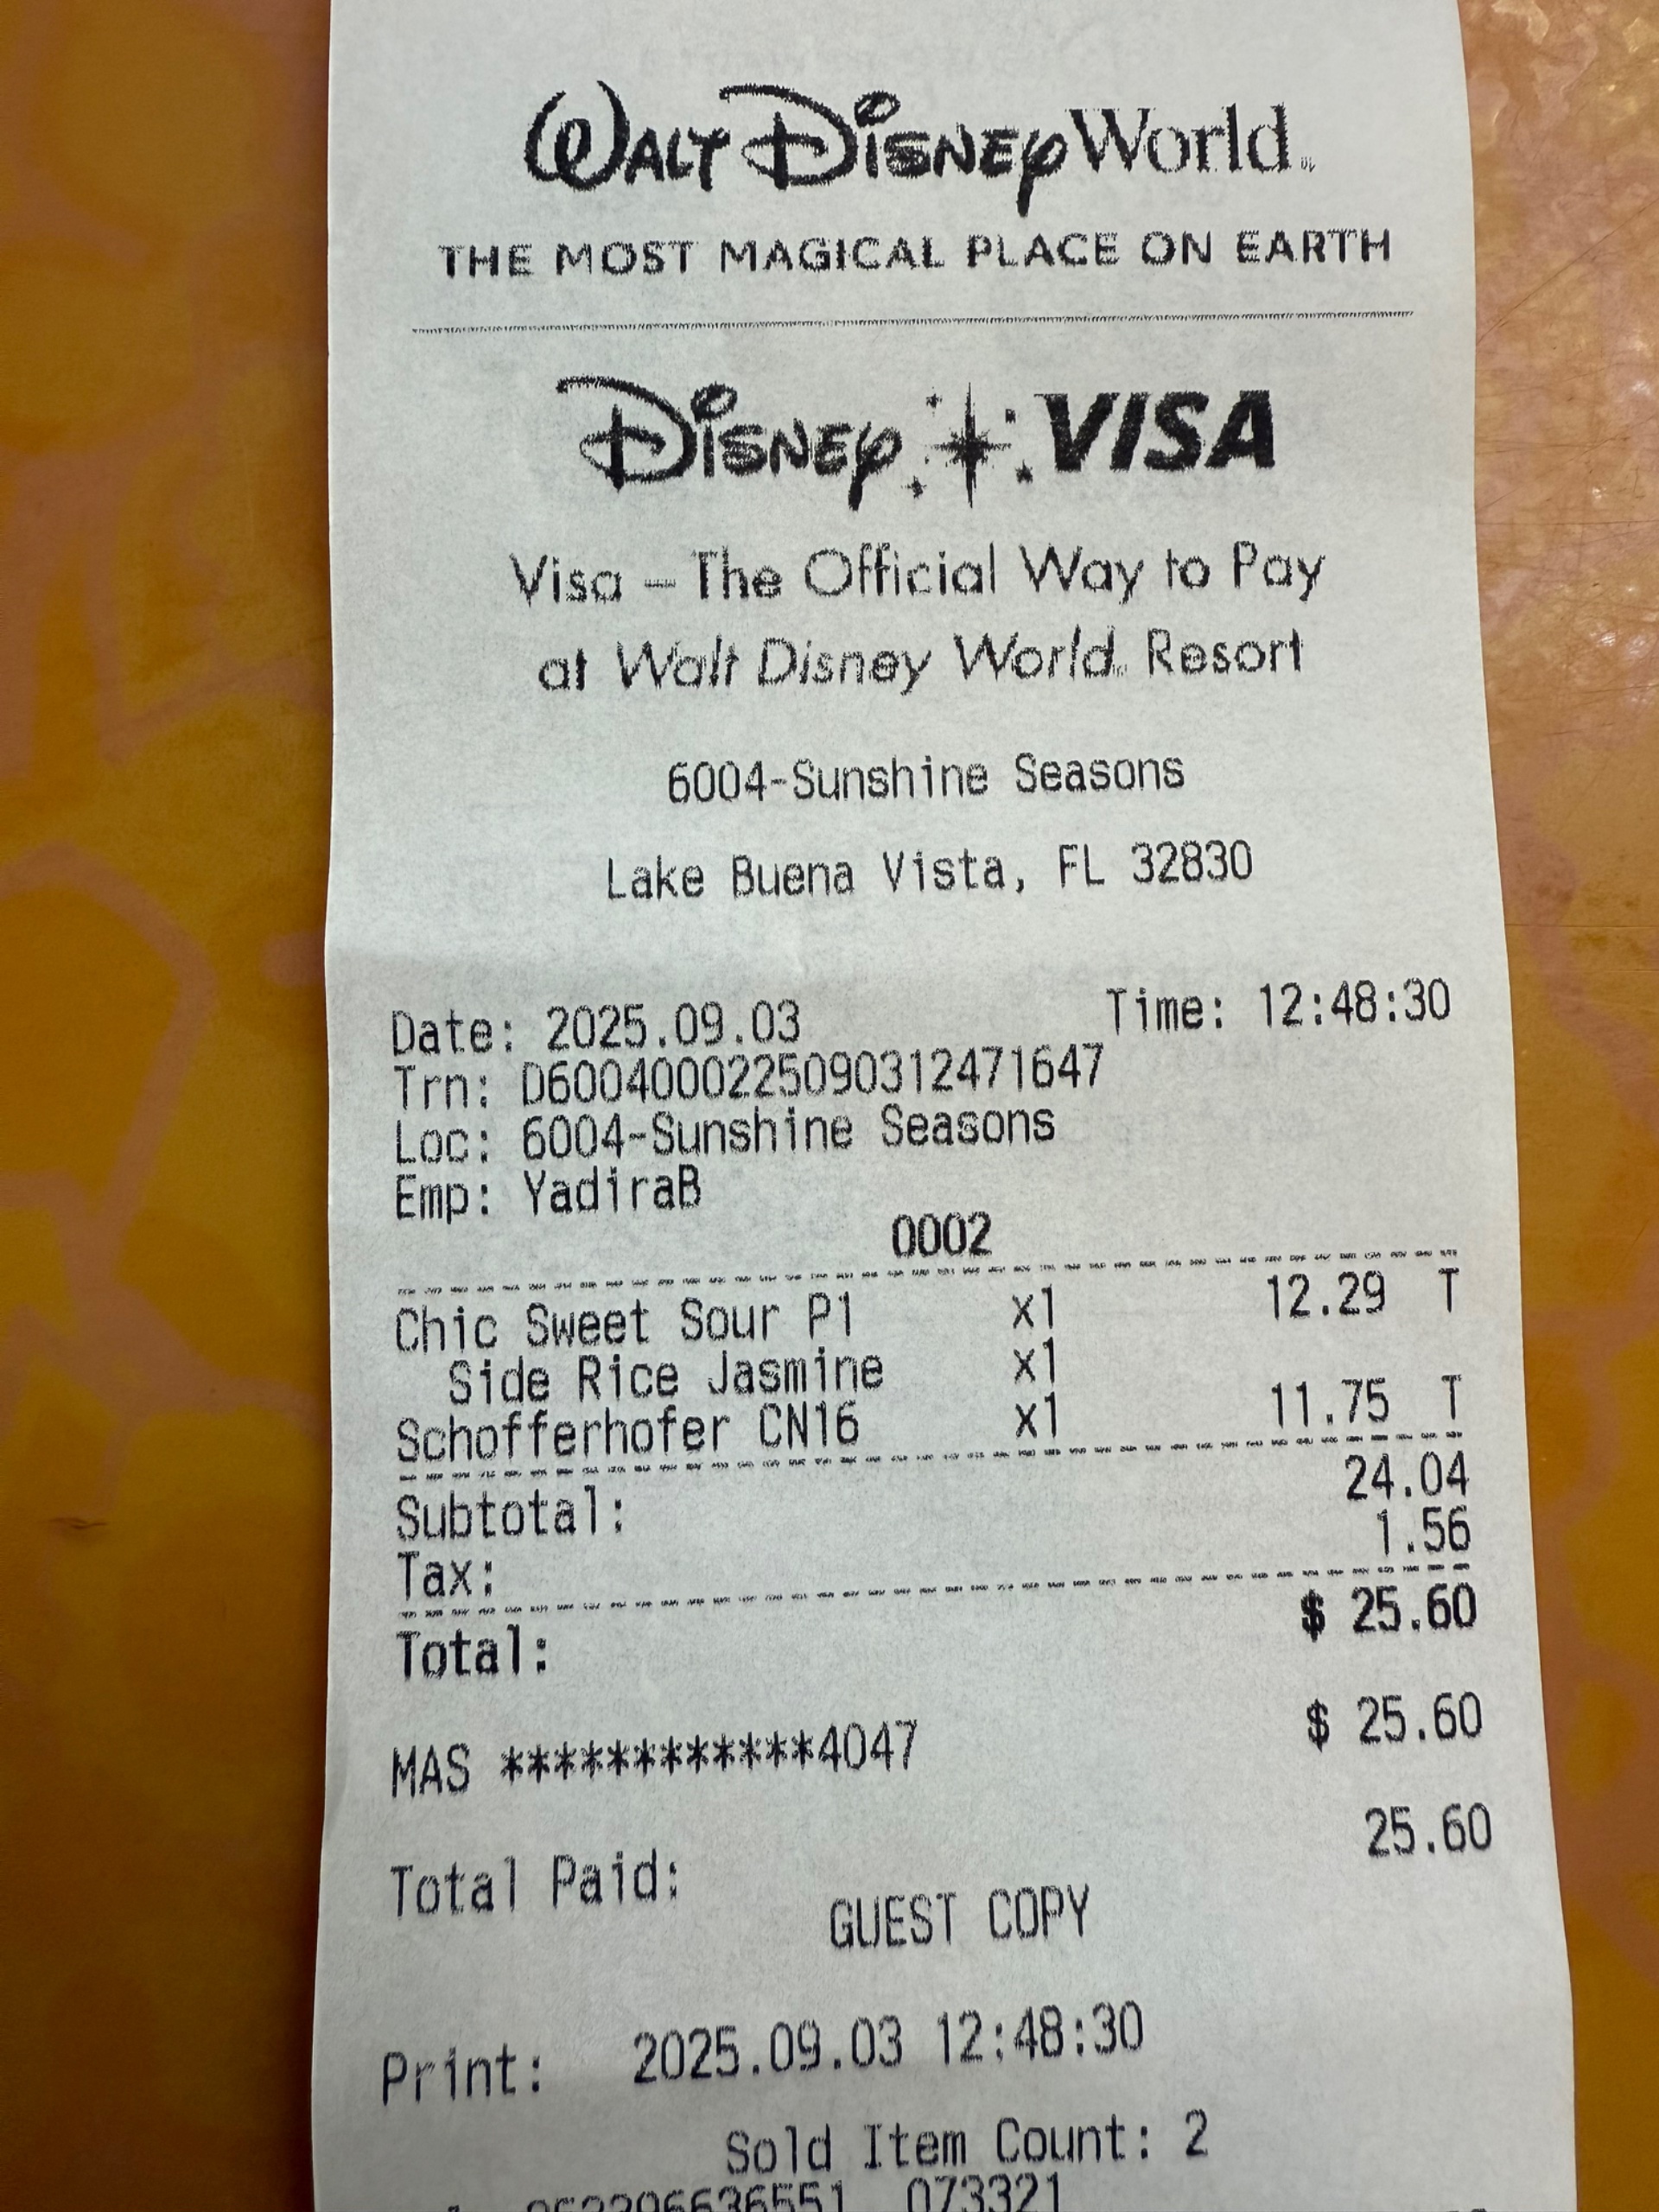 WALT DISNEY World.
THE MOST MAGICAL PLACE ON EARTH
DISNEY VISA
Visa – The Official Way to Pay
at Walt Disney World. Resort
6004-Sunshine Seasons
Lake Buena Vista, FL 32830
Date: 2025.09.03 Time: 12:48:30
Trn: D6004000225090312471647
Loc: 6004-Sunshine Seasons
Emp: YadiraB
0002
Chic Sweet Sour Pl x1 12.29 T
Side Rice Jasmine x1
Schofferhofer CN16 x1 11.75 T
Subtotal: 24.04
Tax: 1.56
Total: $ 25.60
MAS ************4047 $ 25.60
Total Paid: 25.60
GUEST COPY
Print: 2025.09.03 12:48:30
Sold Item Count: 2
073321